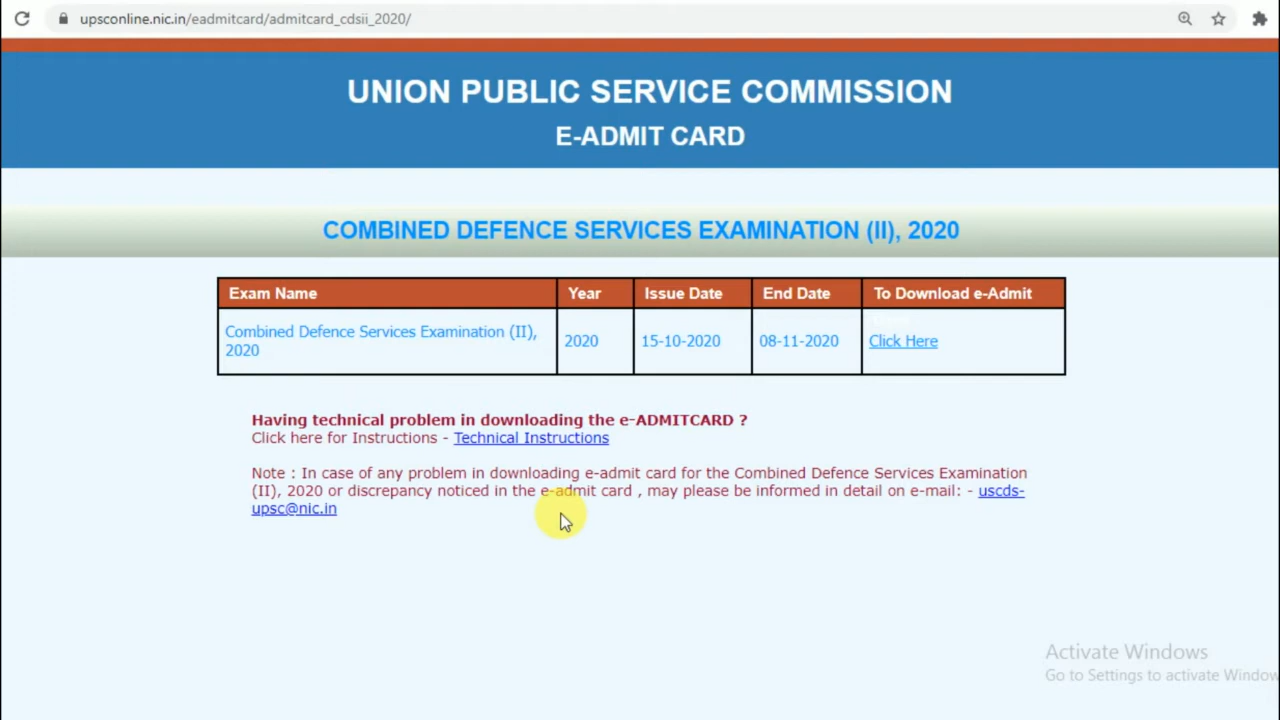 upsconline.nic.in/eadmitcard/admitcard_cdsii_2020/
UNION PUBLIC SERVICE COMMISSION
E-ADMIT CARD
COMBINED DEFENCE SERVICES EXAMINATION (II), 2020
Exam Name Year Issue Date End Date To Download e-Admit
Combined Defence Services Examination (II),
2020 2020 15-10-2020 08-11-2020 Click Here
Having technical problem in downloading the e-ADMITCARD ?
Click here for Instructions - Technical Instructions
Note : In case of any problem in downloading e-admit card for the Combined Defence Services Examination
(II), 2020 or discrepancy noticed in the e-admit card , may please be informed in detail on e-mail: - uscds-
upsc@nic.in
Activate Windows
Go to Settings to activate Window